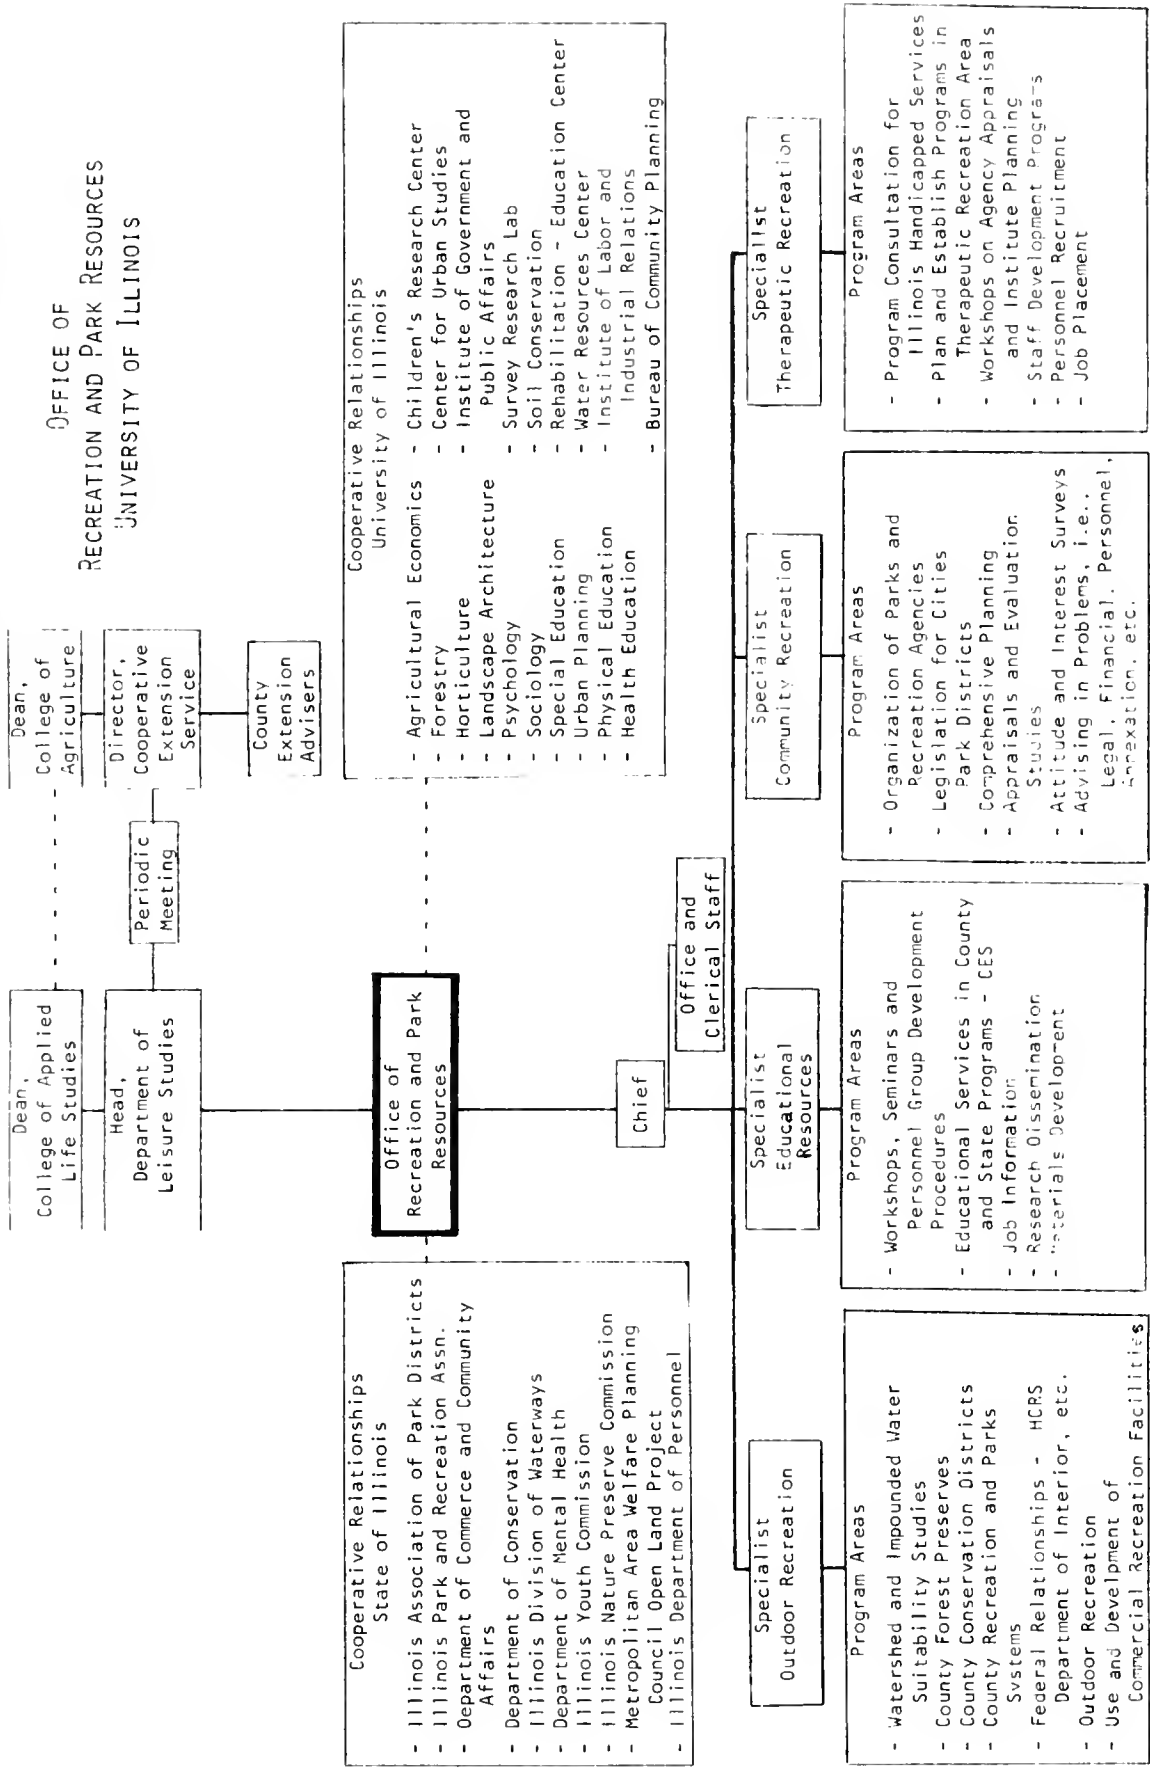 OFFICE OF
RECREATION AND PARK RESOURCES
UNIVERSITY OF ILLINOIS
Dean,
College of Applied
Life Studies
Dean,
College of
Agriculture
Head,
Department of
Leisure Studies
Periodic
Meeting
Director,
Cooperative
Extension
Service
County
Extension
Advisers
Cooperative Relationships
State of Illinois
- Illinois Association of Park Districts
- Illinois Park and Recreation Assn.
- Department of Commerce and Community
Affairs
- Department of Conservation
- Illinois Division of Waterways
- Department of Mental Health
- Illinois Youth Commission
- Illinois Nature Preserve Commission
- Metropolitan Area Welfare Planning
Council Open Land Project
- Illinois Department of Personnel
Office of
Recreation and Park
Resources
Cooperative Relationships
University of Illinois
- Agricultural Economics
- Forestry
- Horticulture
- Landscape Architecture
- Psychology
- Sociology
- Special Education
- Urban Planning
- Physical Education
- Health Education
- Children's Research Center
- Center for Urban Studies
- Institute of Government and
Public Affairs
- Survey Research Lab
- Soil Conservation
- Rehabilitation - Education Center
- Water Resources Center
- Institute of Labor and
Industrial Relations
- Bureau of Community Planning
Chief
Office and
Clerical Staff
Specialist
Outdoor Recreation
Program Areas
- Watershed and Impounded Water
Suitability Studies
- County Forest Preserves
- County Conservation Districts
- County Recreation and Parks
Systems
- Federal Relationships - HCRS
Department of Interior, etc.
- Outdoor Recreation
- Use and Develpment of
Commercial Recreation Facilities
Specialist
Educational
Resources
Program Areas
- Workshops, Seminars and
Personnel Group Development
Procedures
- Educational Services in County
and State Programs - CES
- Job Information
- Research Dissemination
- Materials Development
Specialist
Community Recreation
Program Areas
- Organization of Parks and
Recreation Agencies
- Legislation for Cities
Park Districts
- Comprehensive Planning
- Appraisals and Evaluation
Studies
- Attitude and Interest Surveys
- Advising in Problems, i.e.,
Legal, Financial, Personnel,
Annexation, etc.
Specialist
Therapeutic Recreation
Program Areas
- Program Consultation for
Illinois Handicapped Services
- Plan and Establish Programs in
Therapeutic Recreation Area
- Workshops on Agency Appraisals
and Institute Planning
- Staff Development Programs
- Personnel Recruitment
- Job Placement